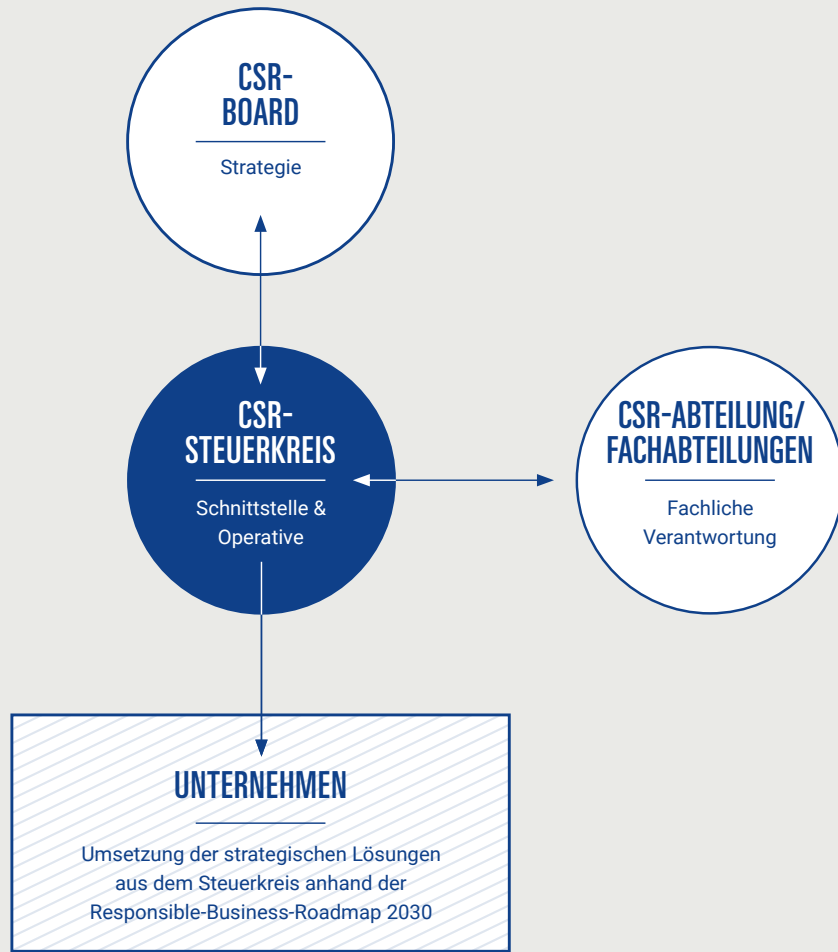 CSR-
BOARD
Strategie
CSR-
STEUERKREIS
Schnittstelle &
Operative
CSR-ABTEILUNG/
FACHABTEILUNGEN
Fachliche
Verantwortung
UNTERNEHMEN
Umsetzung der strategischen Lösungen
aus dem Steuerkreis anhand der
Responsible-Business-Roadmap 2030